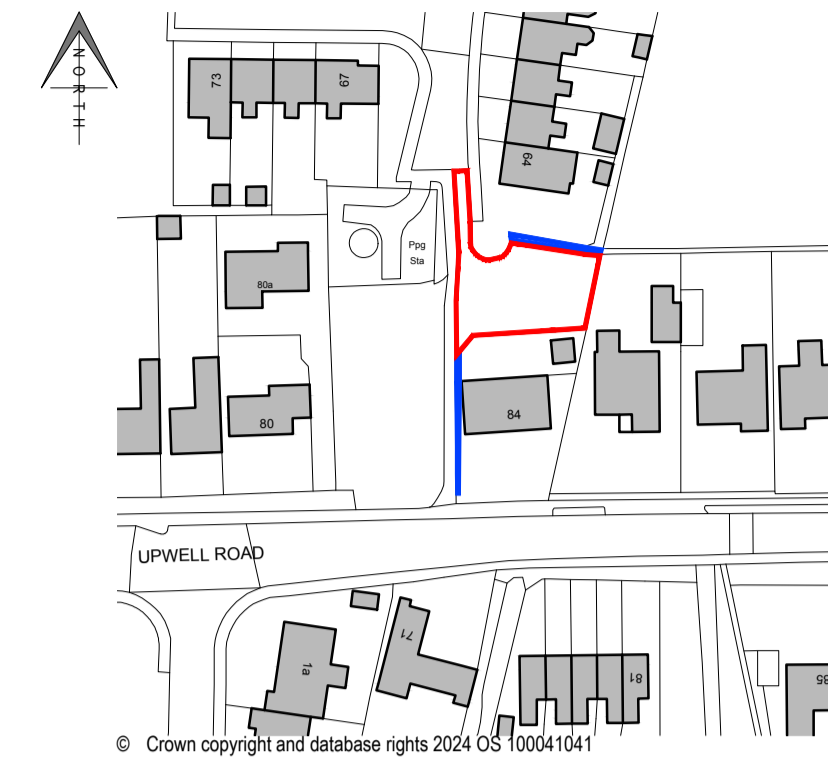 NORTH
73
67
64
Ppg
Sta
80a
80
84
UPWELL ROAD
1a
71
81
85
© Crown copyright and database rights 2024 OS 100041041